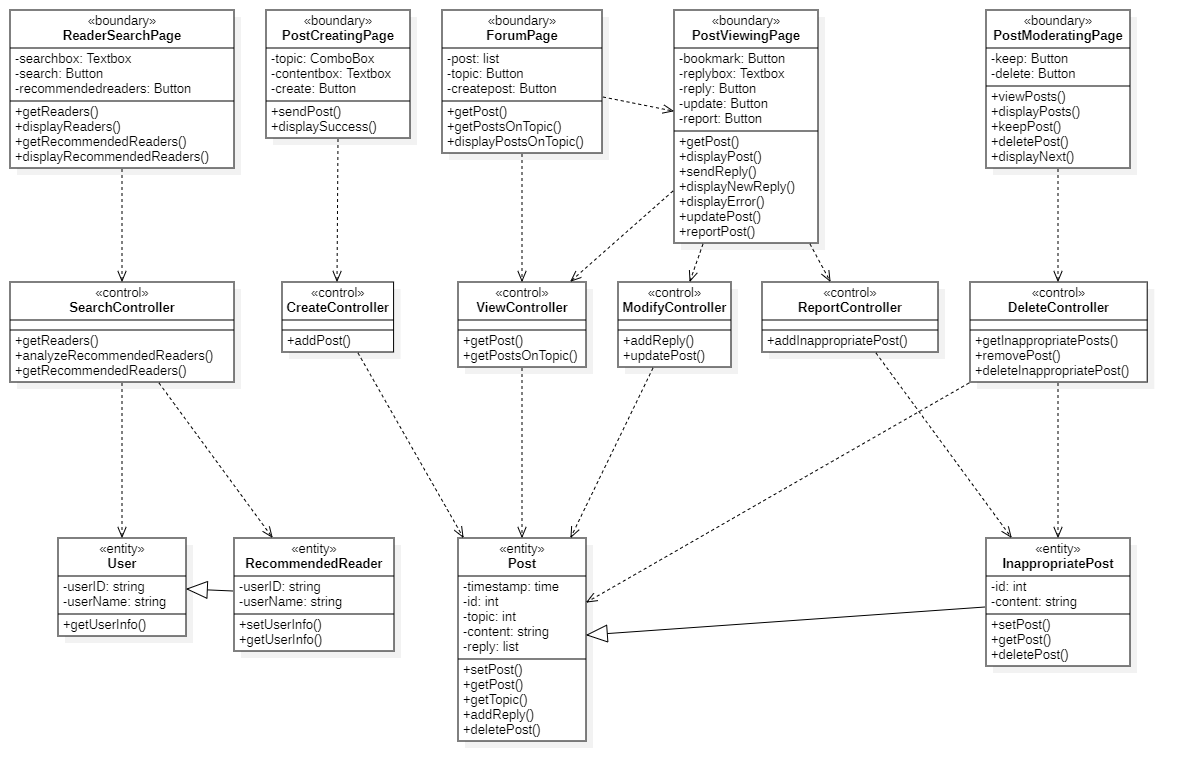 «boundary»
ReaderSearchPage
-searchbox: Textbox
-search: Button
-recommendedreaders: Button
+getReaders()
+displayReaders()
+getRecommendedReaders()
+displayRecommendedReaders()
«boundary»
PostCreatingPage
-topic: ComboBox
-contentbox: Textbox
-create: Button
+sendPost()
+displaySuccess()
«boundary»
ForumPage
-post: list
-topic: Button
-createpost: Button
+getPost()
+getPostsOnTopic()
+displayPostsOnTopic()
«boundary»
PostViewingPage
-bookmark: Button
-replybox: Textbox
-reply: Button
-update: Button
-report: Button
+getPost()
+displayPost()
+sendReply()
+displayNewReply()
+displayError()
+updatePost()
+reportPost()
«boundary»
PostModeratingPage
-keep: Button
-delete: Button
+viewPosts()
+displayPosts()
+keepPost()
+deletePost()
+displayNext()
«control»
SearchController
+getReaders()
+analyzeRecommendedReaders()
+getRecommendedReaders()
«control»
CreateController
+addPost()
«control»
ViewController
+getPost()
+getPostsOnTopic()
«control»
ModifyController
+addReply()
+updatePost()
«control»
ReportController
+addInappropriatePost()
«control»
DeleteController
+getInappropriatePosts()
+removePost()
+deleteInappropriatePost()
«entity»
User
-userID: string
-userName: string
+getUserInfo()
«entity»
RecommendedReader
-userID: string
-userName: string
+setUserInfo()
+getUserInfo()
«entity»
Post
-timestamp: time
-id: int
-topic: int
-content: string
-reply: list
+setPost()
+getPost()
+getTopic()
+addReply()
+deletePost()
«entity»
InappropriatePost
-id: int
-content: string
+setPost()
+getPost()
+deletePost()